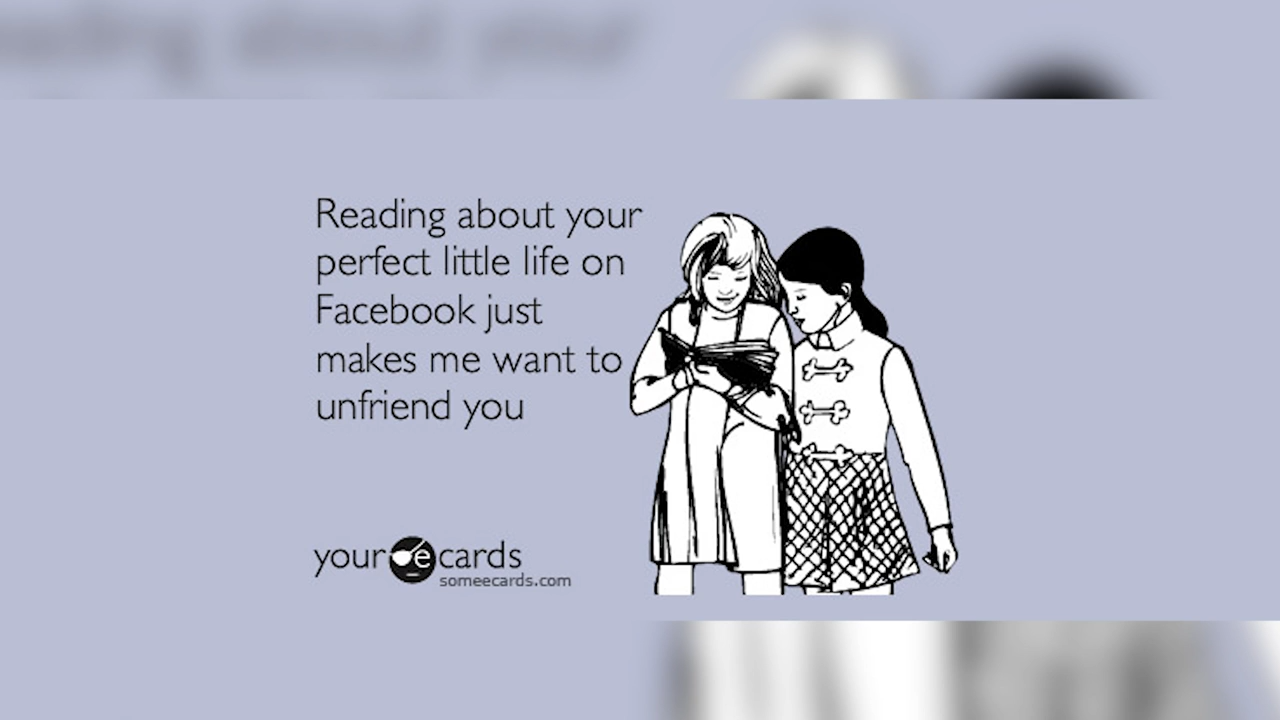 Reading about your
perfect little life on
Facebook just
makes me want to
unfriend you
your e cards
someecards.com